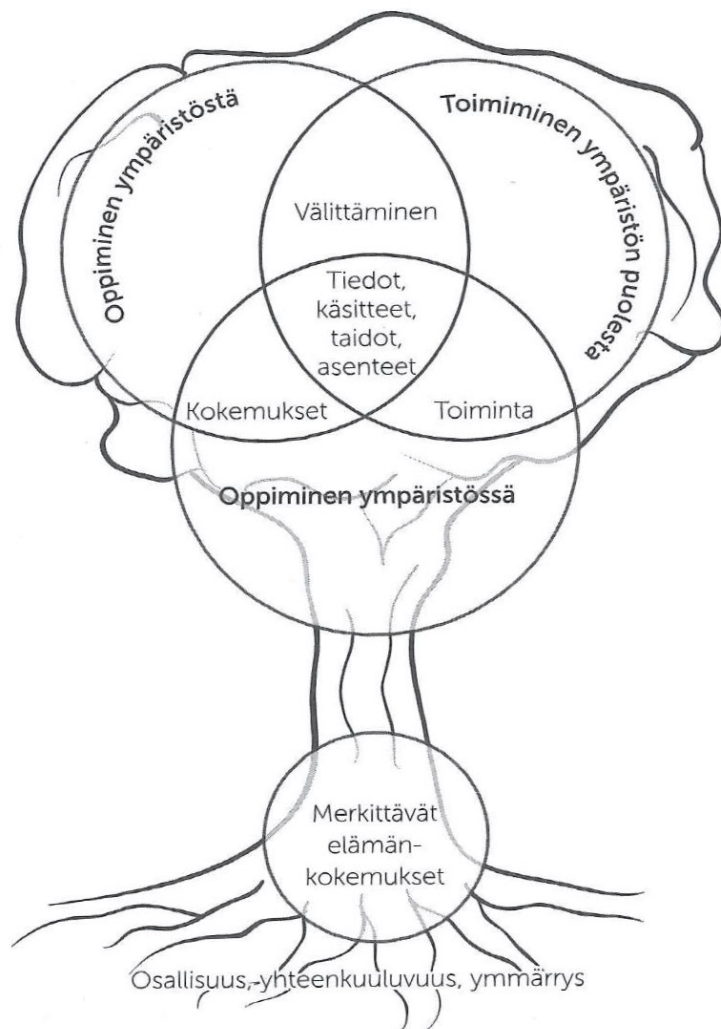 Oppiminen ympäristöstä
Toimiminen ympäristön puolesta
Välittäminen
Tiedot,
käsitteet,
taidot,
asenteet
Kokemukset
Toiminta
Oppiminen ympäristössä
Merkittävät
elämän-
kokemukset
Osallisuus, yhteenkuuluvuus, ymmärrys